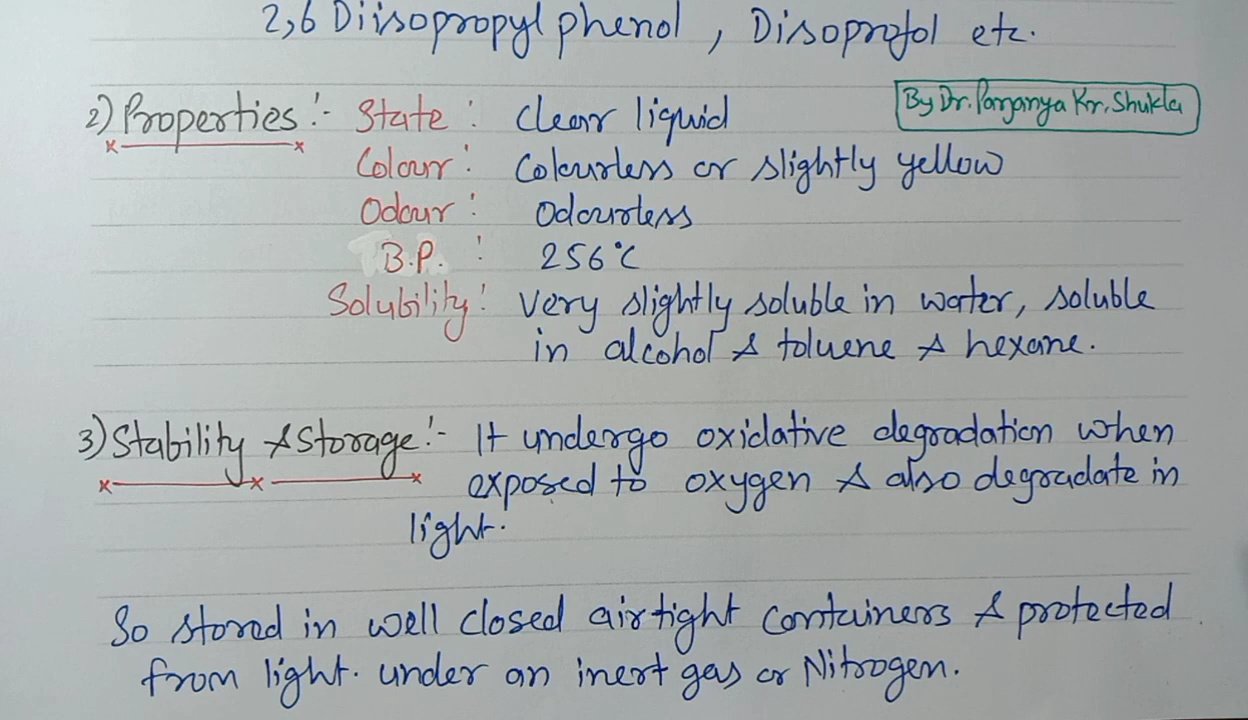 2,6 Diisopropyl phenol, Disoprofol etc.
2) Properties :- State : Clear liquid
By Dr. Parjanya Kr. Shukla
Colour : Colourless or slightly yellow
Odour : Odourless
B.P. : 256°C
Solubility : Very slightly soluble in water, soluble
in alcohol & toluene & hexane.
3) Stability & Storage :- It undergo oxidative degradation when
exposed to oxygen & also degradate in
light.
So stored in well closed airtight containers & protected
from light. under an inert gas or Nitrogen.